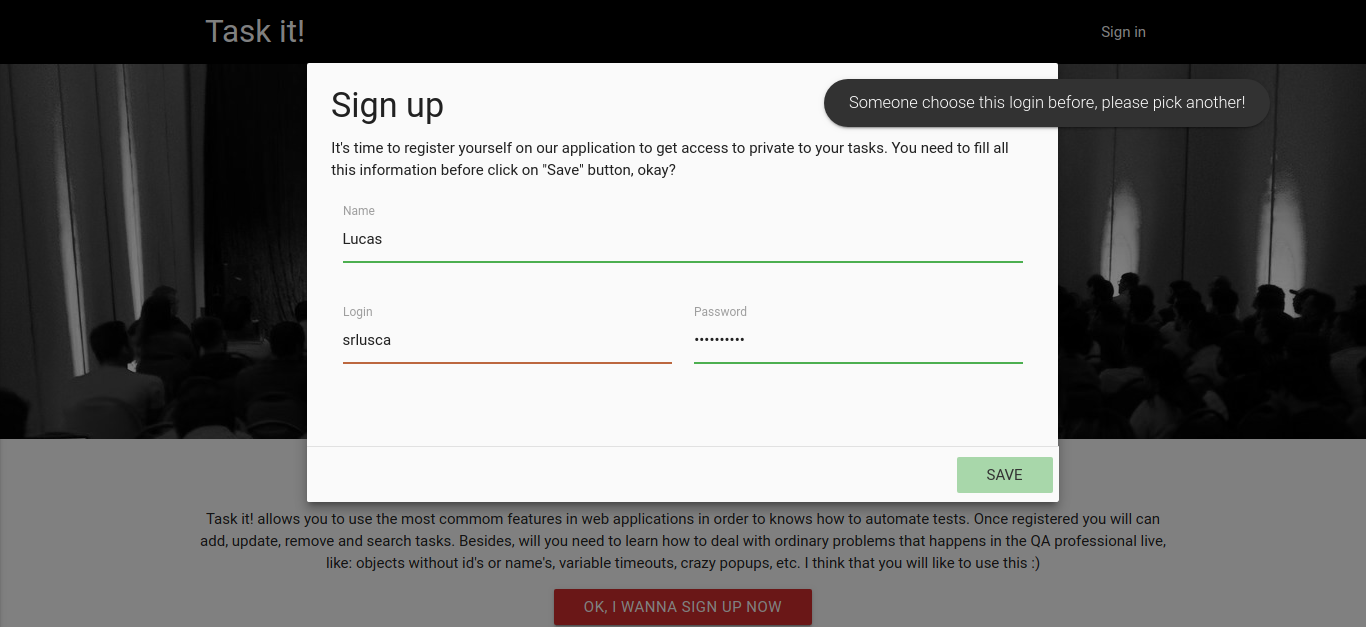 Task it!
Sign in
Sign up
Someone choose this login before, please pick another!
It's time to register yourself on our application to get access to private to your tasks. You need to fill all
this information before click on "Save" button, okay?
Name
Lucas
Login
Password
srlusca
••••••••••
SAVE
Task it! allows you to use the most commom features in web applications in order to knows how to automate tests. Once registered you will can
add, update, remove and search tasks. Besides, will you need to learn how to deal with ordinary problems that happens in the QA professional live,
like: objects without id's or name's, variable timeouts, crazy popups, etc. I think that you will like to use this :)
OK, I WANNA SIGN UP NOW